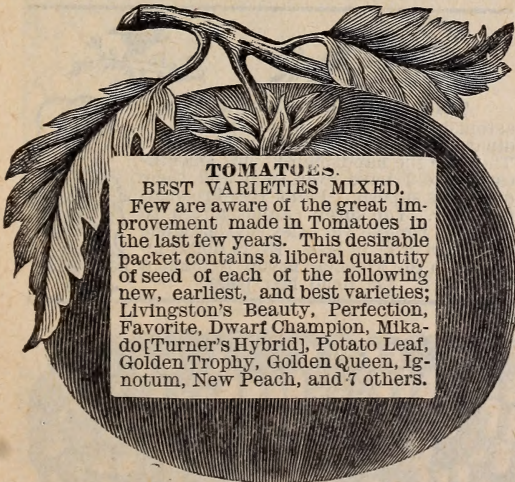 TOMATOES.
BEST VARIETIES MIXED.
Few are aware of the great im-
provement made in Tomatoes in
the last few years. This desirable
packet contains a liberal quantity
of seed of each of the following
new, earliest, and best varieties;
Livingston's Beauty, Perfection,
Favorite, Dwarf Champion, Mika-
do [Turner's Hybrid], Potato Leaf,
Golden Trophy, Golden Queen, Ig-
notum, New Peach, and 7 others.